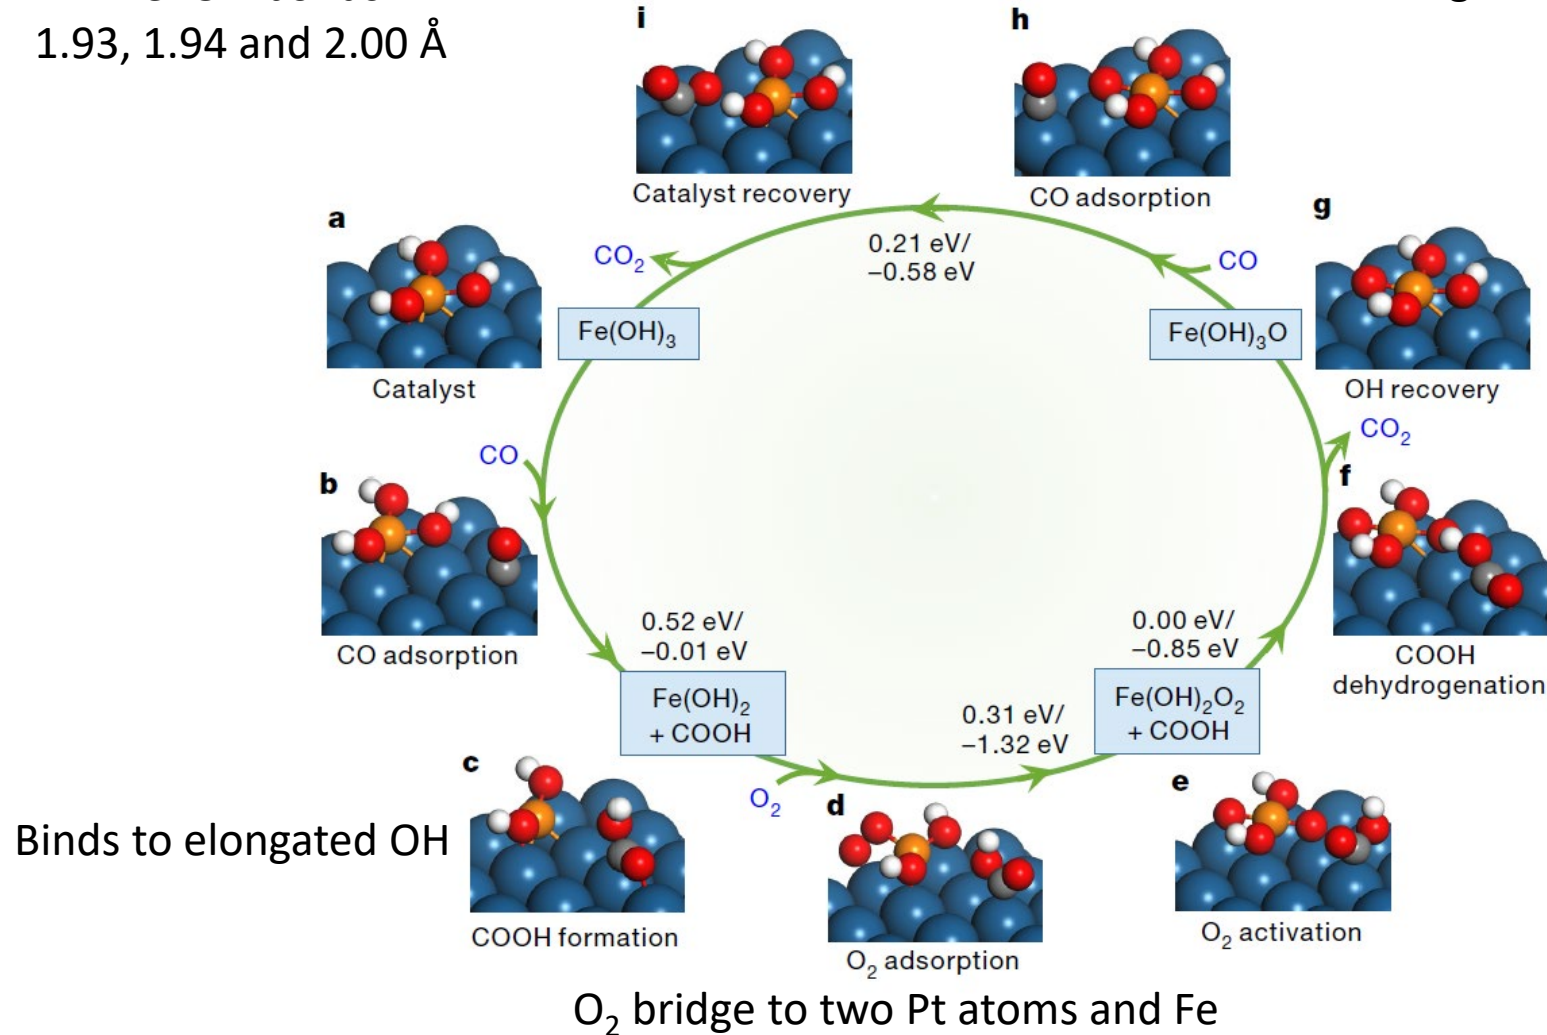 1.93, 1.94 and 2.00 Å
i
h
Catalyst recovery
CO adsorption
a
g
0.21 eV/
−0.58 eV
CO₂
CO
Fe(OH)₃
Fe(OH)₃O
Catalyst
OH recovery
CO₂
CO
b
f
CO adsorption
0.52 eV/
−0.01 eV
0.00 eV/
−0.85 eV
COOH
dehydrogenation
Fe(OH)₂
+ COOH
Fe(OH)₂O₂
+ COOH
0.31 eV/
−1.32 eV
c
O₂
d
e
Binds to elongated OH
COOH formation
O₂ adsorption
O₂ activation
O₂ bridge to two Pt atoms and Fe